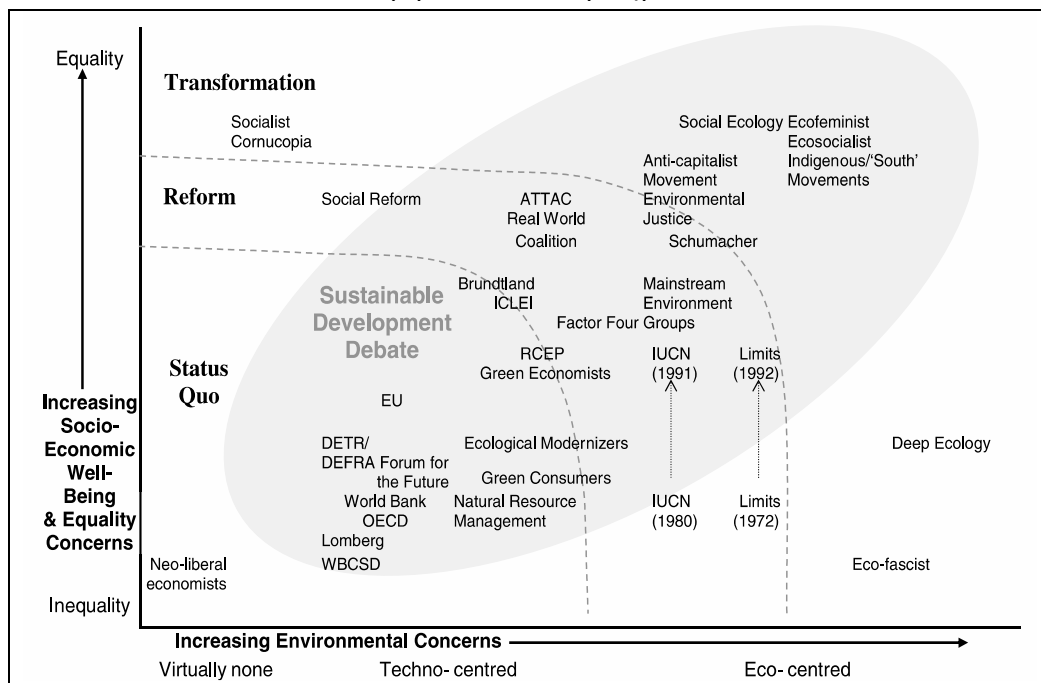 Equality
Transformation
Socialist
Cornucopia
Social Ecology Ecofeminist
Ecosocialist
Indigenous/'South'
Movements
Anti-capitalist
Movement
Environmental
Justice
Reform
Social Reform
ATTAC
Real World
Coalition
Schumacher
Sustainable
Development
Debate
Brundtland
ICLEI
Mainstream
Environment
Factor Four Groups
Status
Quo
RCEP
Green Economists
IUCN
(1991)
Limits
(1992)
EU
Increasing
Socio-
Economic
Well-
Being
& Equality
Concerns
DETR/
DEFRA Forum for
the Future
Ecological Modernizers
Green Consumers
Deep Ecology
World Bank
OECD
Natural Resource
Management
IUCN
(1980)
Limits
(1972)
Lomberg
WBCSD
Neo-liberal
economists
Eco-fascist
Inequality
Increasing Environmental Concerns
Virtually none
Techno- centred
Eco- centred